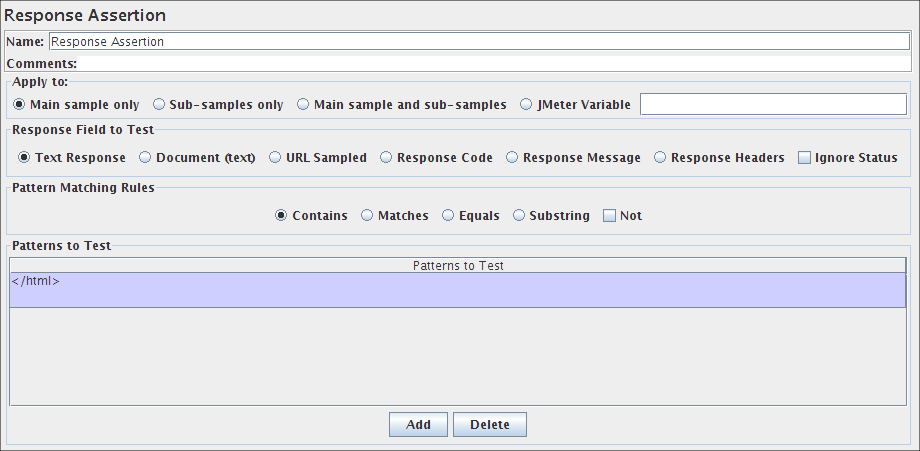 Response Assertion
Name: Response Assertion
Comments:
Apply to:
Main sample only Sub-samples only Main sample and sub-samples JMeter Variable
Response Field to Test
Text Response Document (text) URL Sampled Response Code Response Message Response Headers Ignore Status
Pattern Matching Rules
Contains Matches Equals Substring Not
Patterns to Test
Patterns to Test
</html>
Add Delete